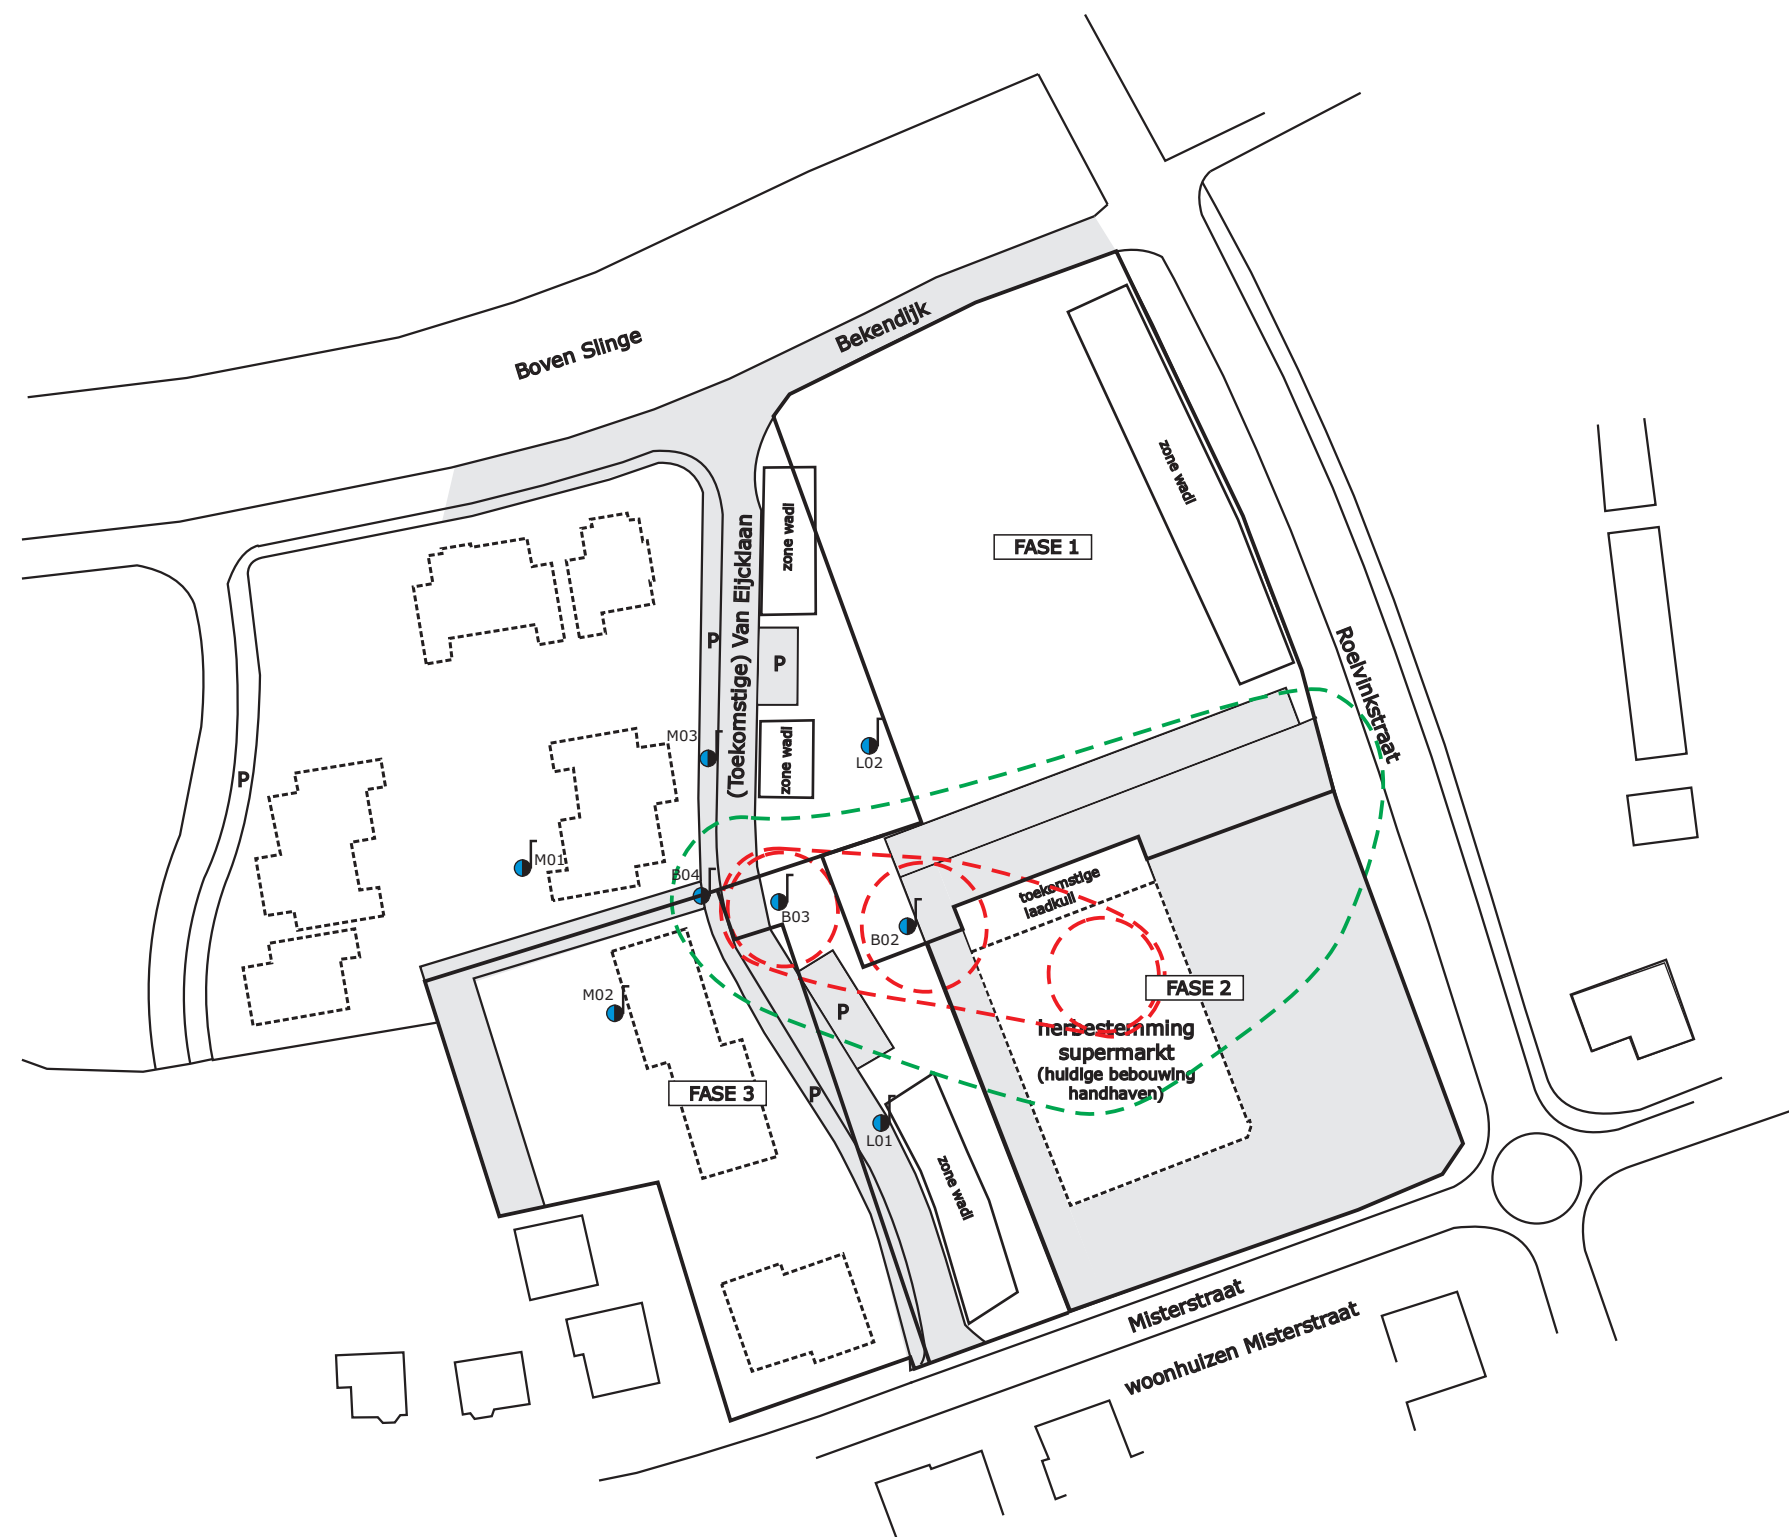 Boven Slinge
Bekendijk
zone wadi
zone wadi
FASE 1
(Toekomstige) Van Eijcklaan
P
P
Roelvinkstraat
M03
zone wadi
L02
P
M01
B04
toekomstige
laadkuil
B03
B02
M02
FASE 2
P
herbestemming
supermarkt
(huidige bebouwing
handhaven)
FASE 3
P
L01
zone wadi
Misterstraat
woonhuizen Misterstraat